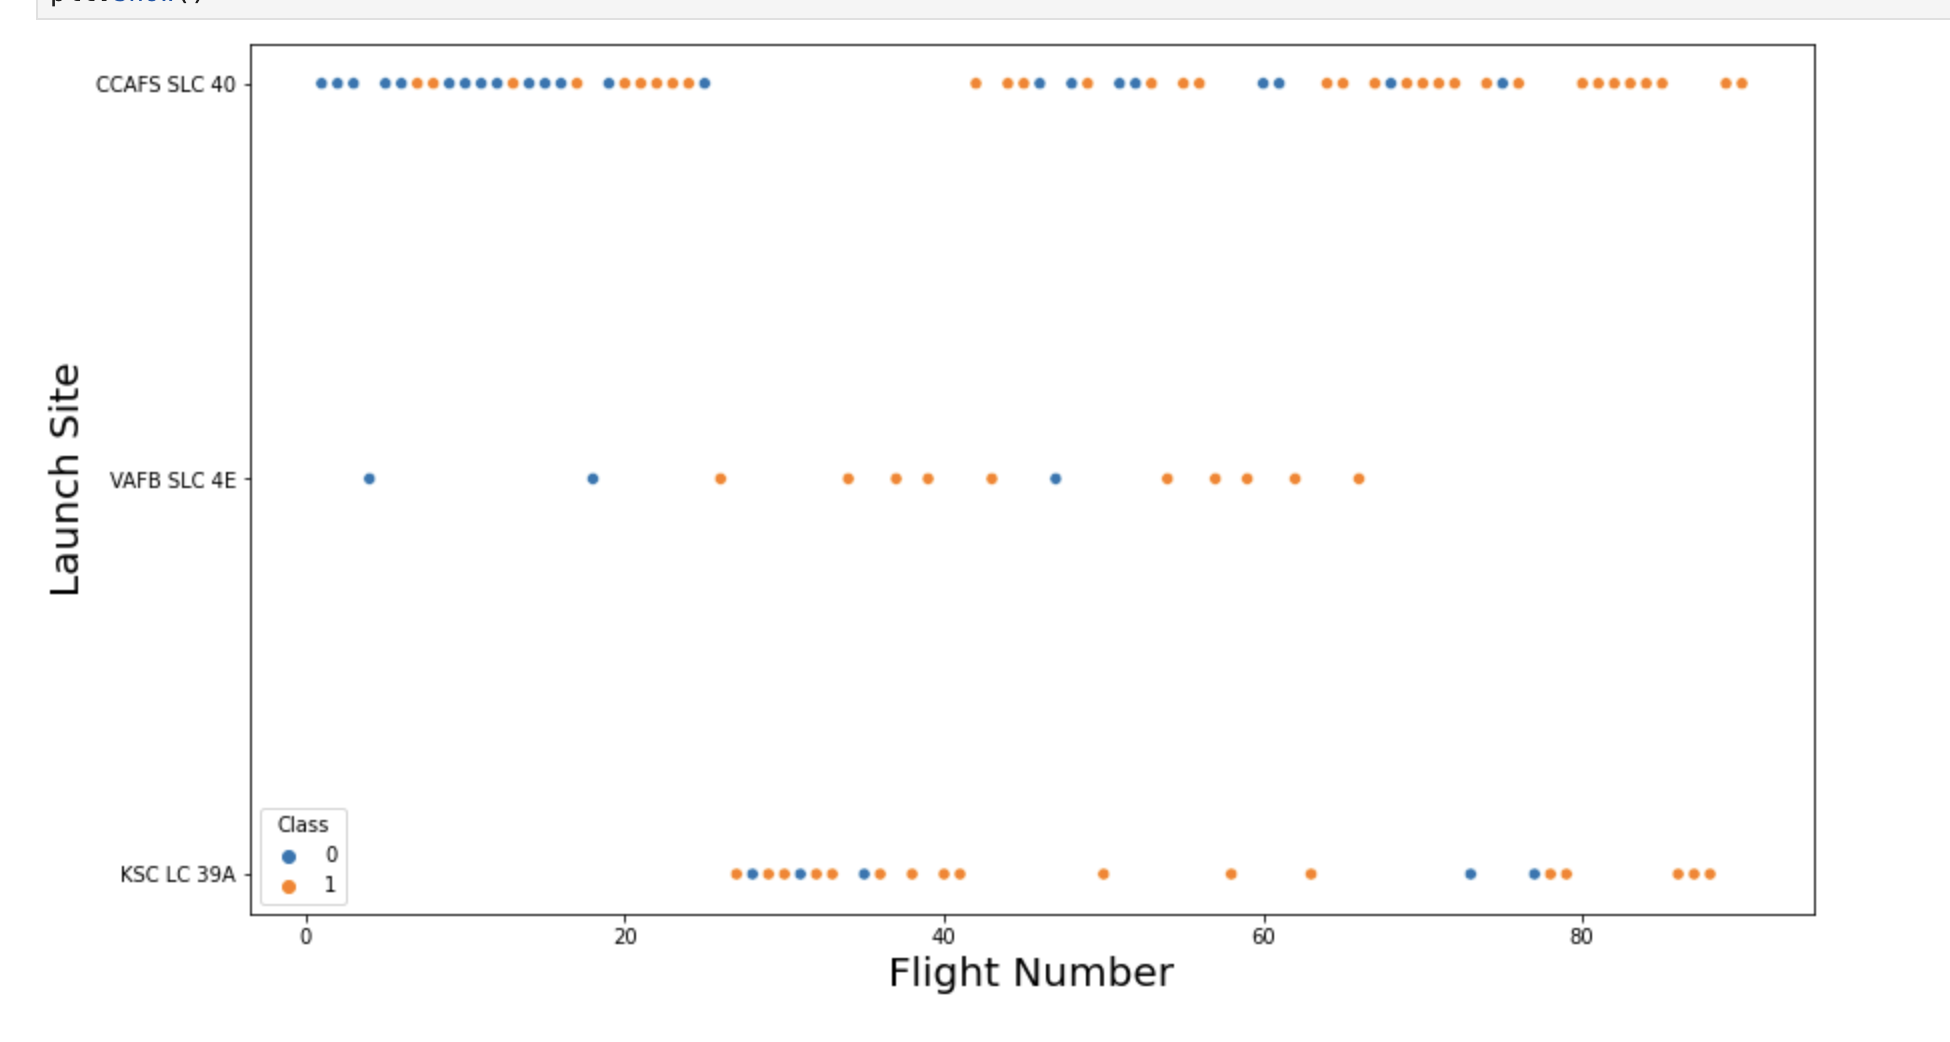 CCAFS SLC 40
VAFB SLC 4E
KSC LC 39A
Launch Site
Class
0
1
0 20 40 60 80
Flight Number